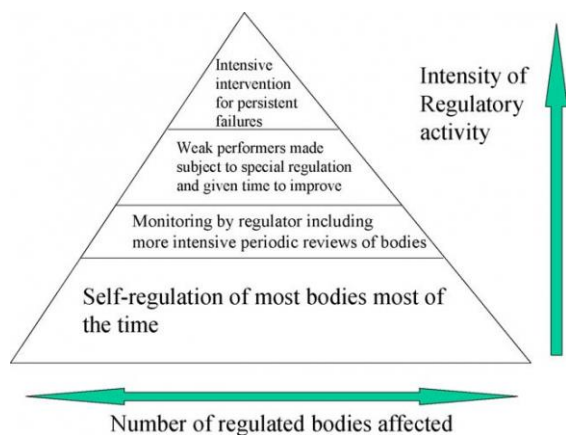 Intensive
intervention
for persistent
failures
Weak performers made
subject to special regulation
and given time to improve
Monitoring by regulator including
more intensive periodic reviews of bodies
Self-regulation of most bodies most of
the time
Intensity of
Regulatory
activity
Number of regulated bodies affected